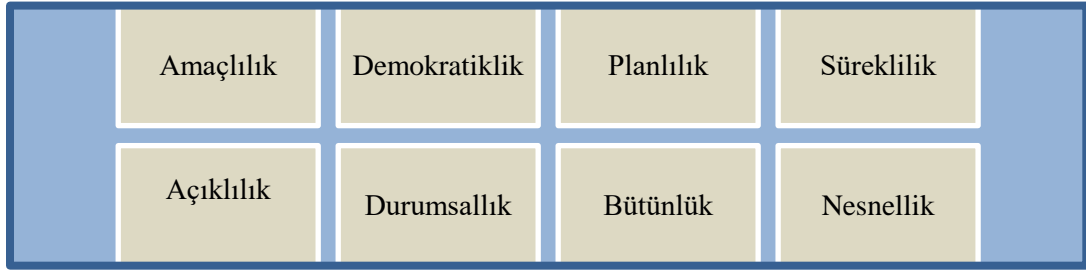 Amaçlılık
Demokratiklik
Planlılık
Süreklilik
Açıklılık
Durumsallık
Bütünlük
Nesnellik